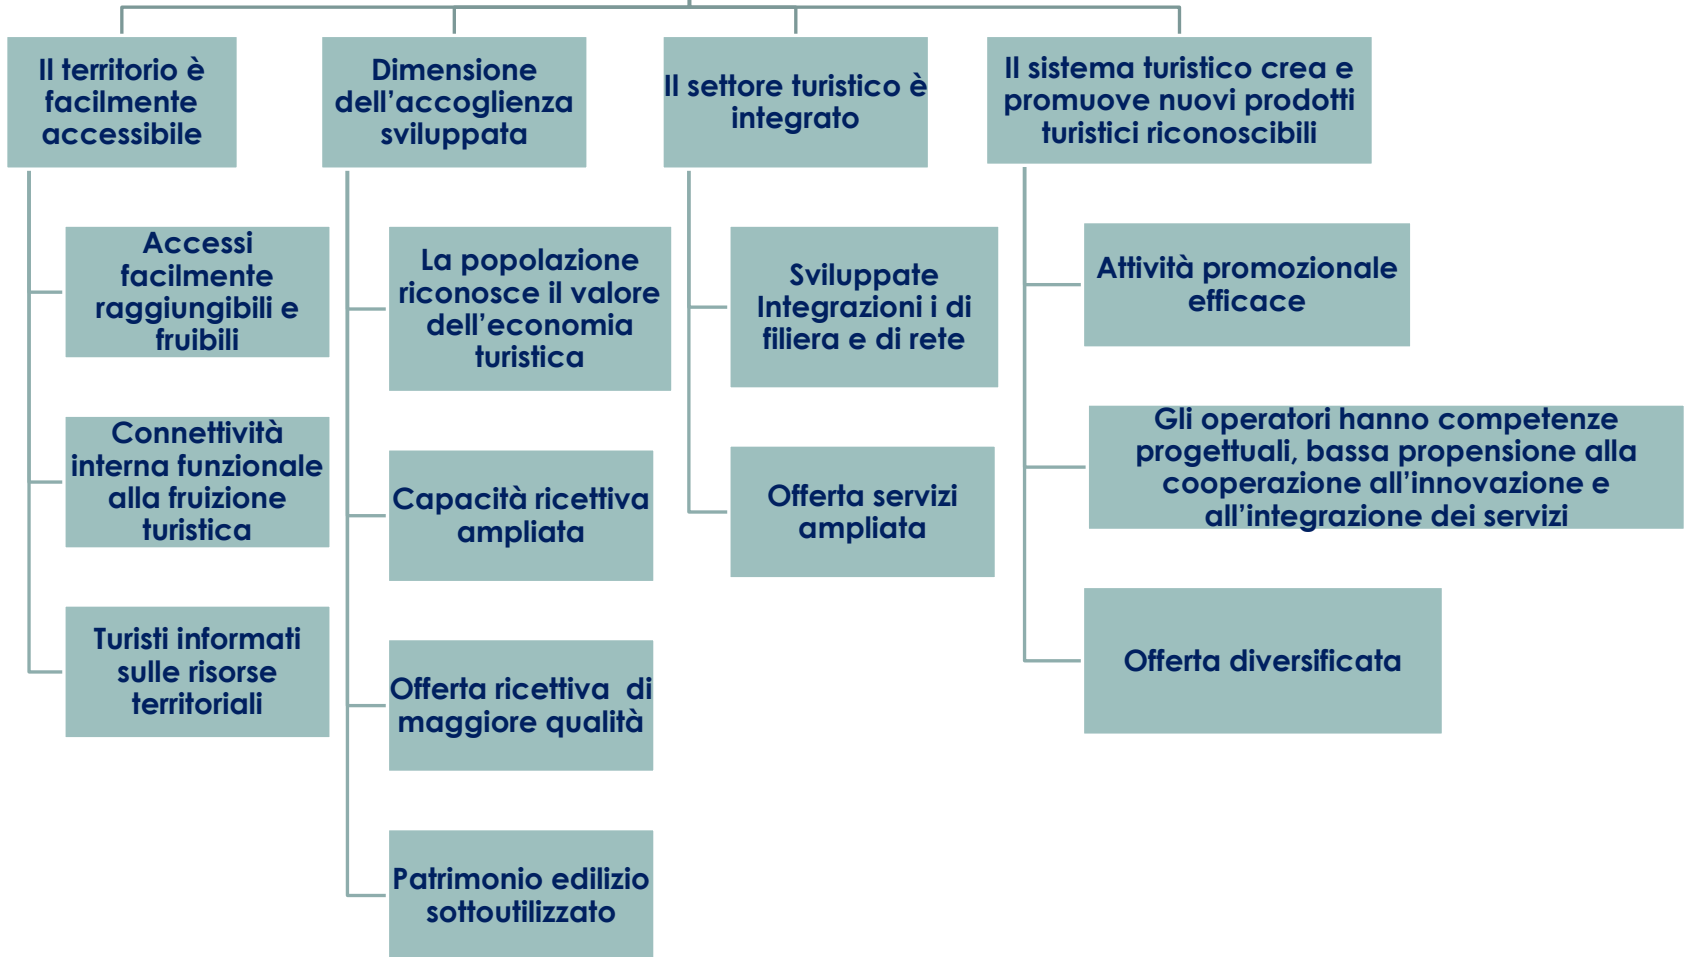 Il territorio è
facilmente
accessibile
Accessi
facilmente
raggiungibili e
fruibili
Connettività
interna funzionale
alla fruizione
turistica
Turisti informati
sulle risorse
territoriali
Dimensione
dell’accoglienza
sviluppata
La popolazione
riconosce il valore
dell’economia
turistica
Capacità ricettiva
ampliata
Offerta ricettiva  di
maggiore qualità
Patrimonio edilizio
sottoutilizzato
Il settore turistico è
integrato
Sviluppate
Integrazioni i di
filiera e di rete
Offerta servizi
ampliata
Il sistema turistico crea e
promuove nuovi prodotti
turistici riconoscibili
Attività promozionale
efficace
Gli operatori hanno competenze
progettuali, bassa propensione alla
cooperazione all’innovazione e
all’integrazione dei servizi
Offerta diversificata